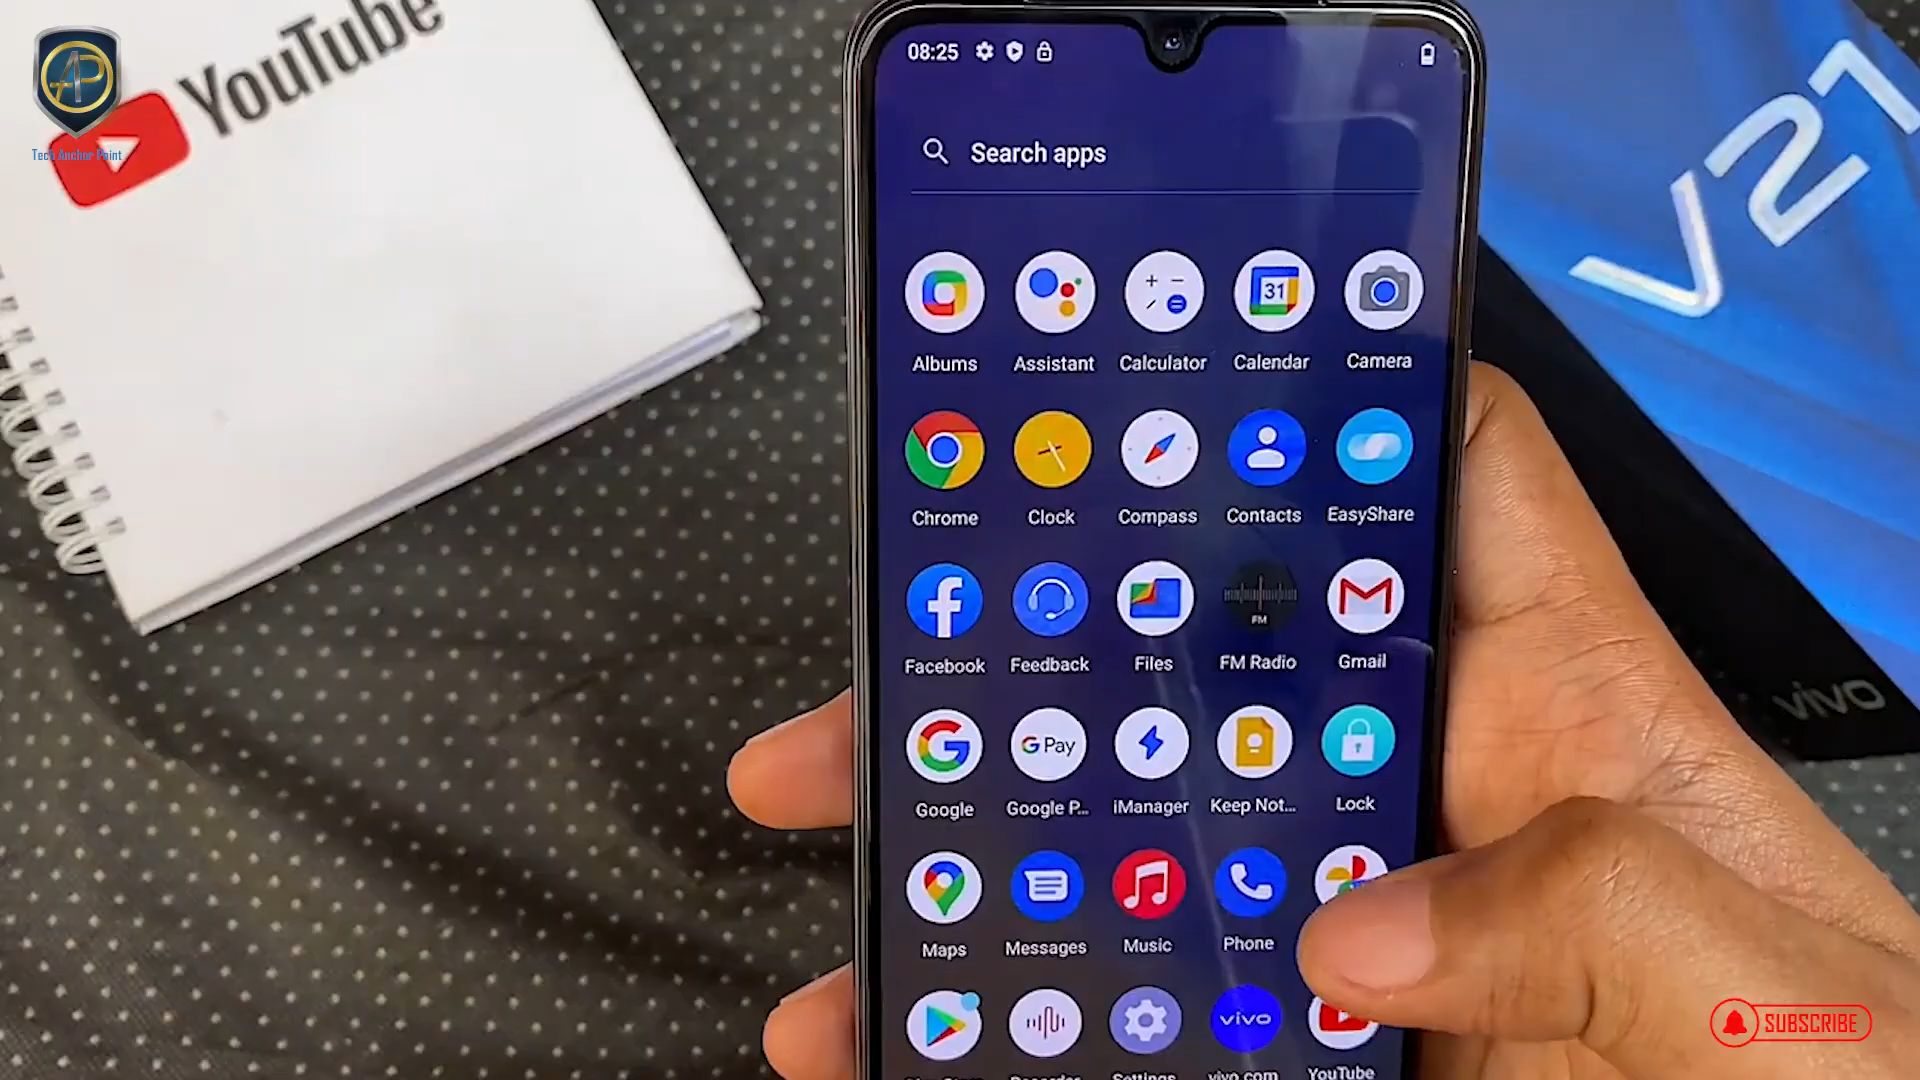 YouTube
Tech Anchor Point
08:25
Search apps
31
Albums
Assistant
Calculator
Calendar
Camera
Chrome
Clock
Compass
Contacts
EasyShare
FM
Facebook
Feedback
Files
FM Radio
Gmail
G Pay
Google
Google P...
iManager
Keep Not...
Lock
Maps
Messages
Music
Phone
vivo
Settings
vivo.com
YouTube
V21
vivo
SUBSCRIBE